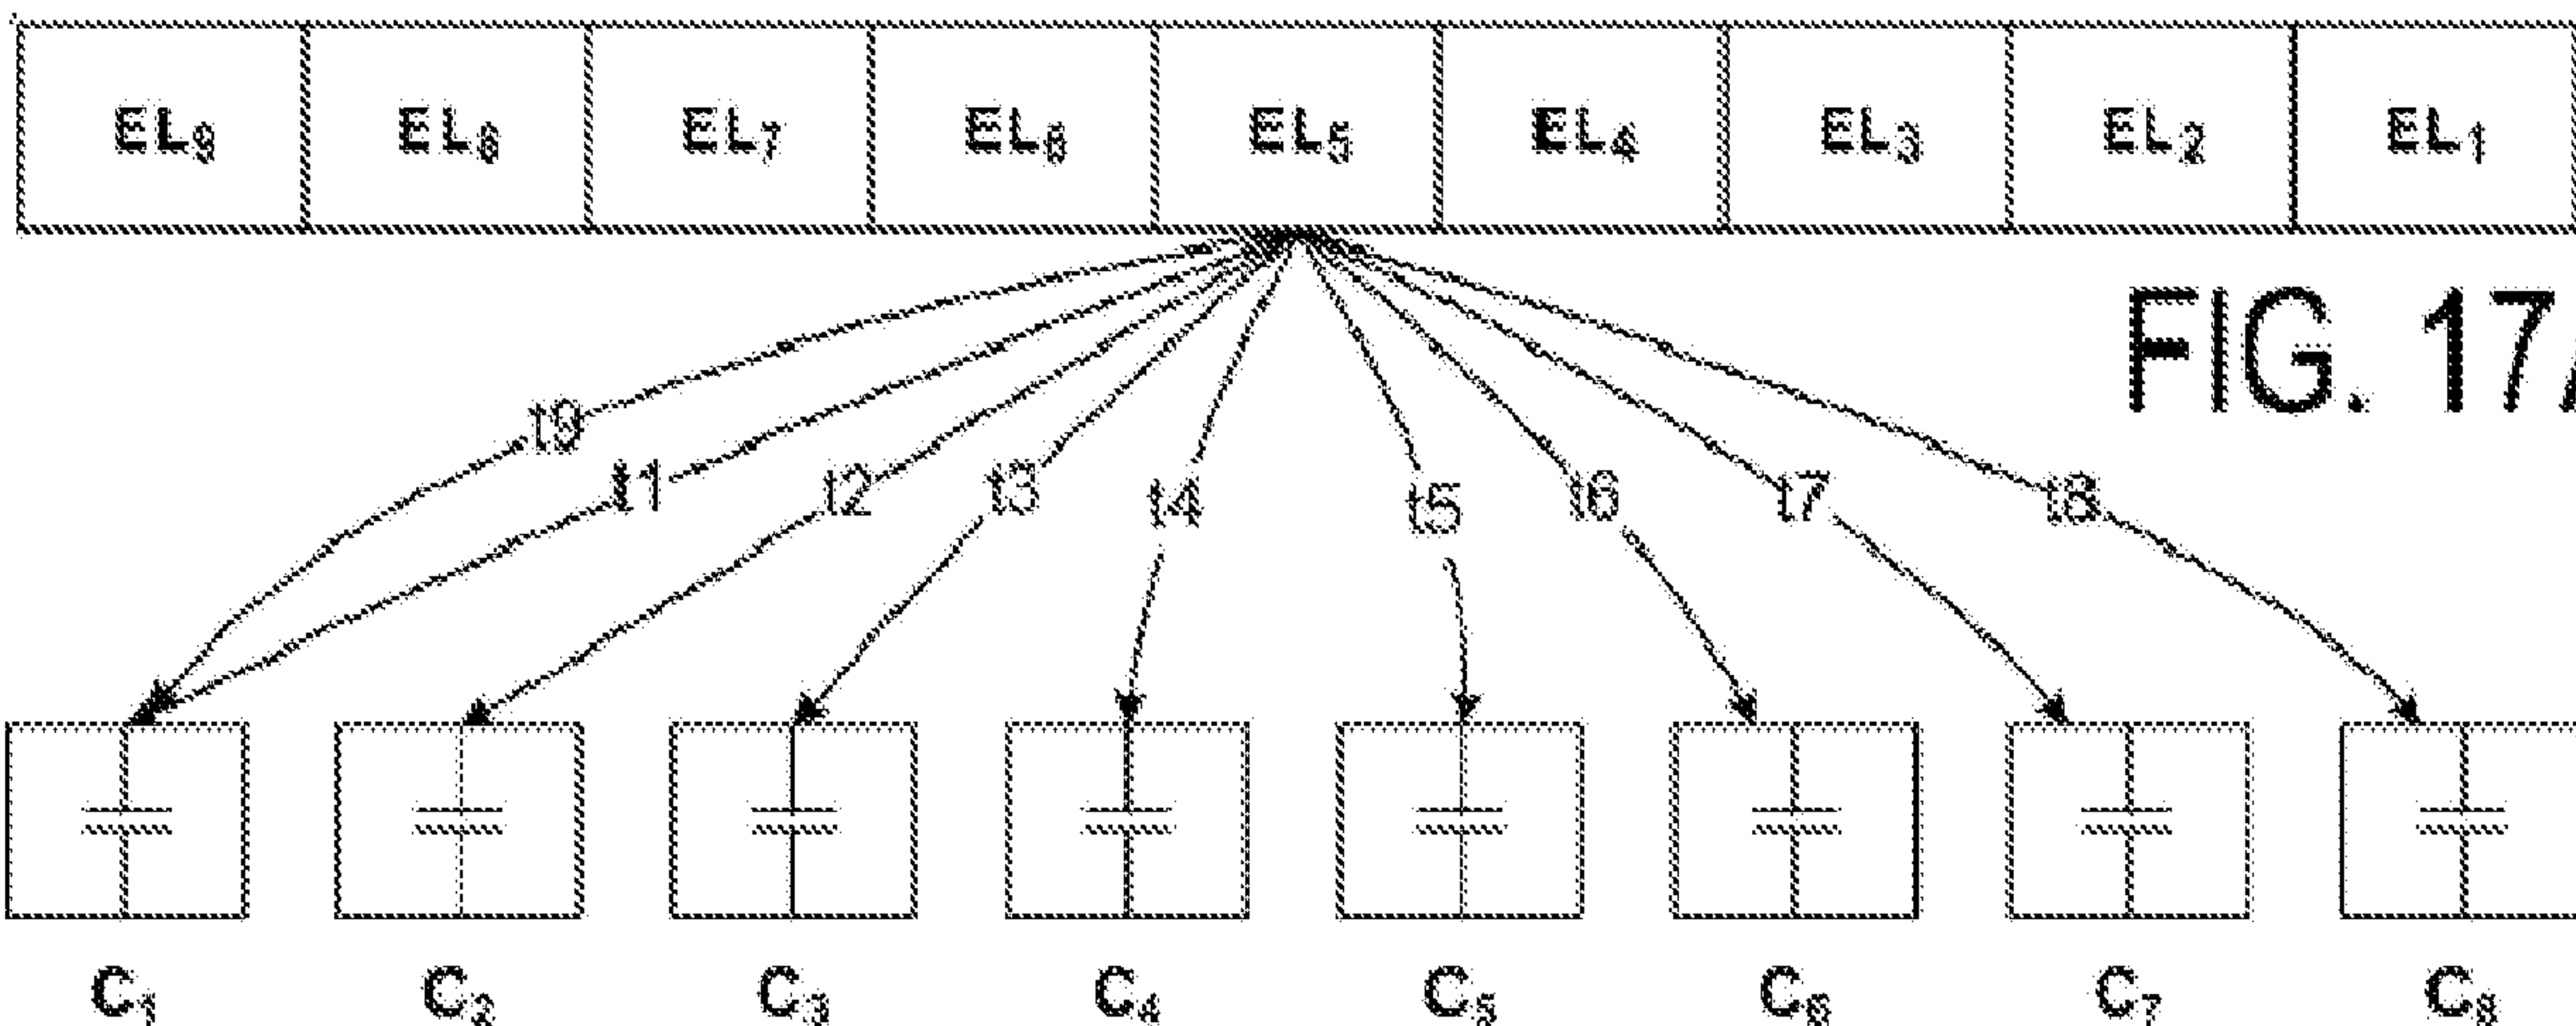 EL₉ EL₈ EL₇ EL₆ EL₅ EL₄ EL₃ EL₂ EL₁
FIG. 17A
t9
t1 t2 t3 t4 t5 t6 t7 t8
C₁ C₂ C₃ C₄ C₅ C₆ C₇ C₈